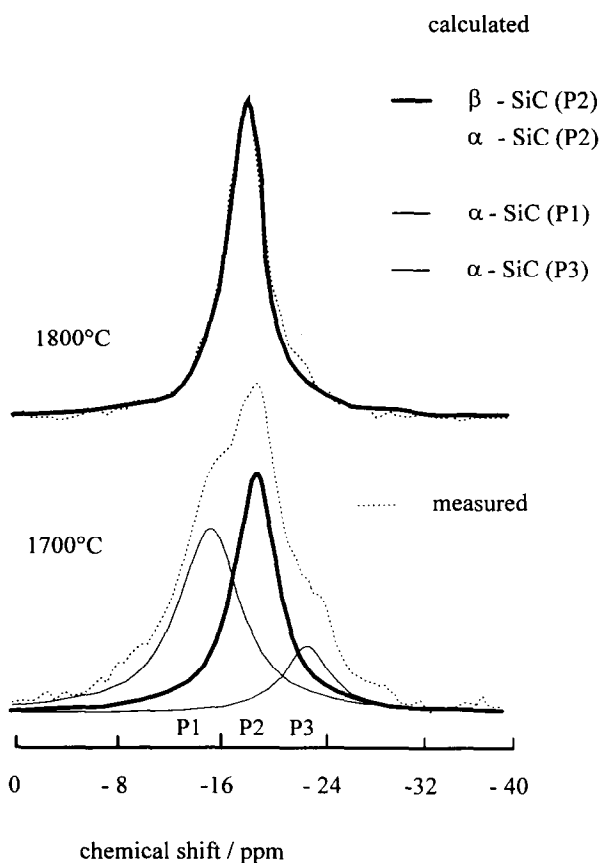 calculated
β - SiC (P2)
α - SiC (P2)
α - SiC (P1)
α - SiC (P3)
1800°C
measured
1700°C
P1 P2 P3
0 - 8 -16 - 24 -32 - 40
chemical shift / ppm